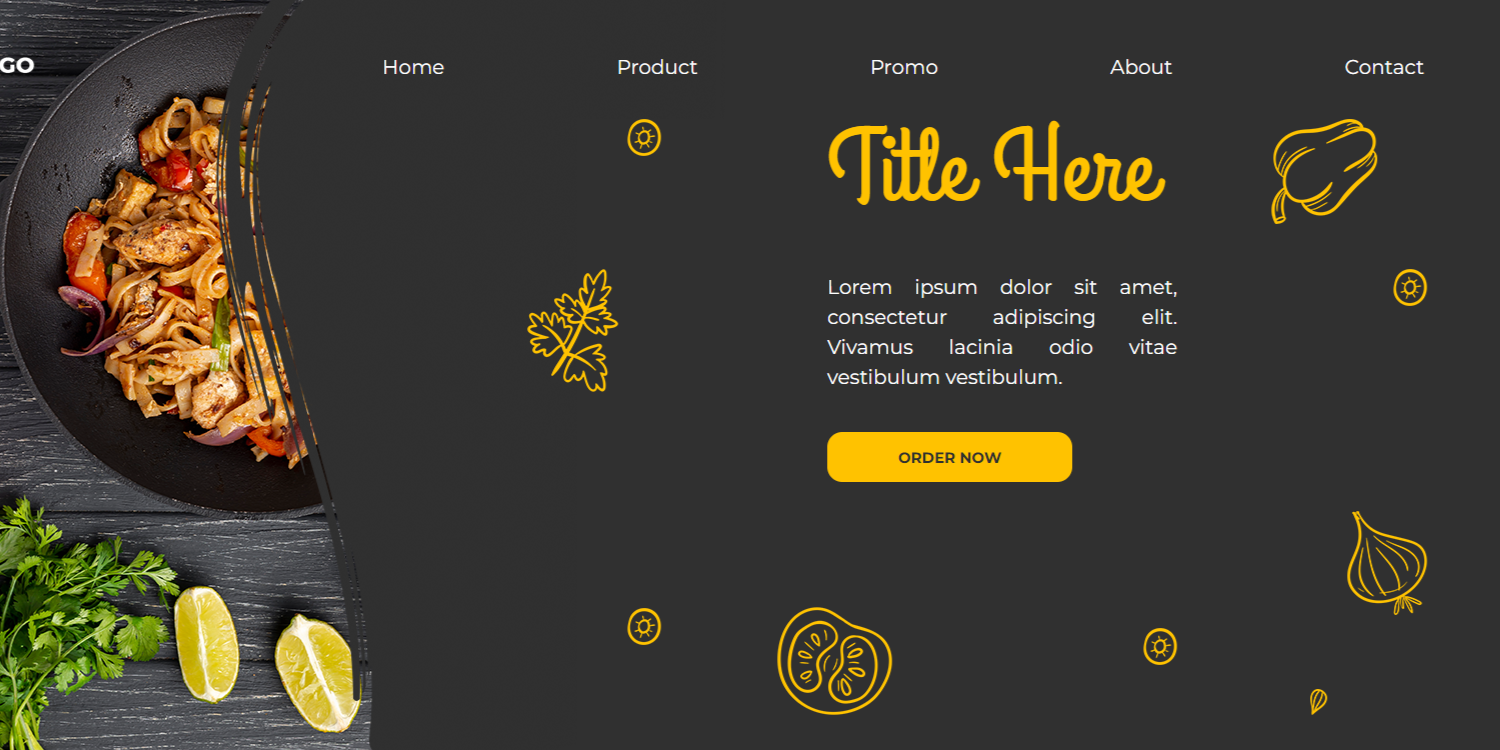 GO
Home Product Promo About Contact
Title Here
Lorem ipsum dolor sit amet,
consectetur adipiscing elit.
Vivamus lacinia odio vitae
vestibulum vestibulum.
ORDER NOW